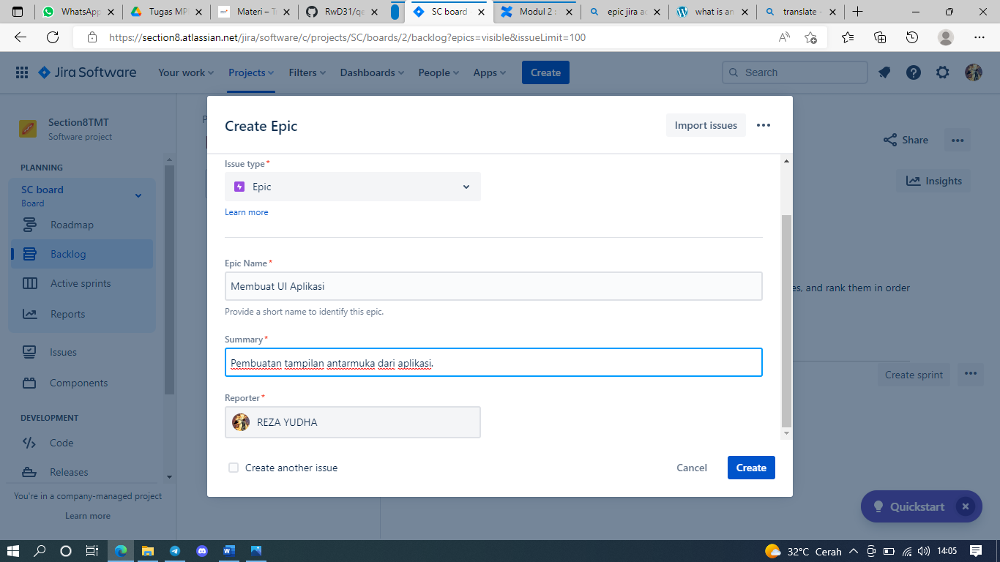 WhatsApp
Tugas MP
Materi – T
RwD31/qe
SC board
Modul 2
epic jira a
what is an
translate
https://section8.atlassian.net/jira/software/c/projects/SC/boards/2/backlog?epics=visible&issueLimit=100
Jira Software
Your work
Projects
Filters
Dashboards
People
Apps
Create
Search
Section8TMT
Software project
PLANNING
SC board
Board
Roadmap
Backlog
Active sprints
Reports
Issues
Components
DEVELOPMENT
Code
Releases
You're in a company-managed project
Learn more
Create Epic
Import issues
Issue type*
Epic
Learn more
Epic Name*
Membuat UI Aplikasi
Provide a short name to identify this epic.
Summary*
Pembuatan tampilan antarmuka dari aplikasi.
Reporter*
REZA YUDHA
Create another issue
Cancel
Create
Share
Insights
es, and rank them in order
Create sprint
Quickstart
32°C Cerah
14:05